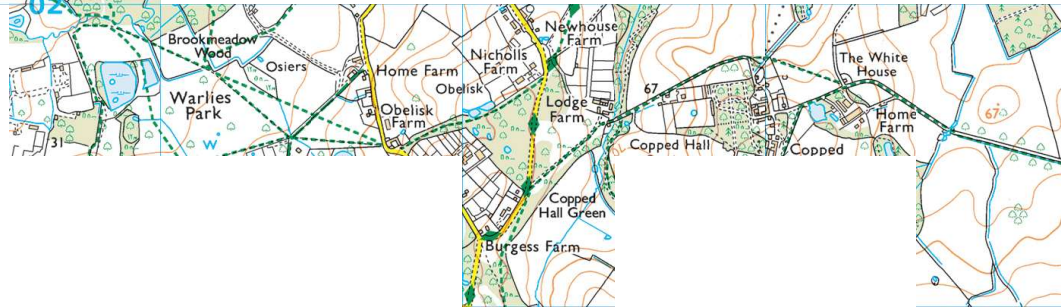 02
Brookmeadow
Wood
Osiers
Warlies
Park
W
31
Home Farm
Obelisk
Farm
Nicholls
Farm
Obelisk
Newhouse
Farm
Lodge
Farm
67
Copped Hall
Copped
Hall Green
Burgess Farm
The White
House
Home
Farm
Copped
67